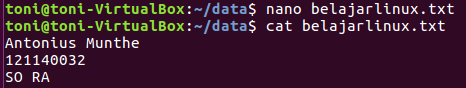 toni@toni-VirtualBox:~/data$ nano belajarlinux.txt
toni@toni-VirtualBox:~/data$ cat belajarlinux.txt
Antonius Munthe
121140032
SO RA